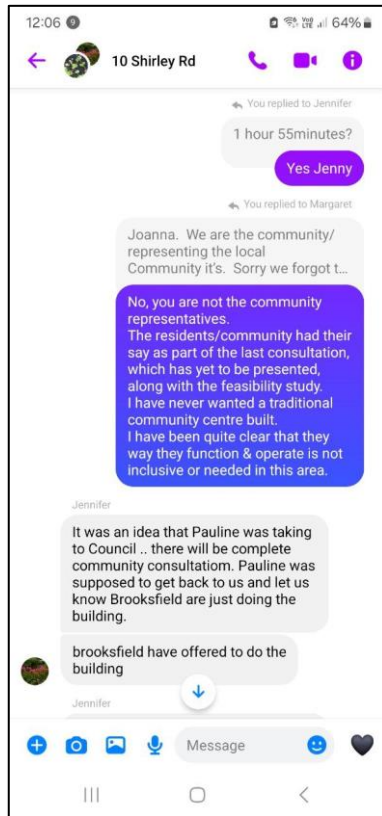 12:06 9 Vo) LTE 64%
10 Shirley Rd
You replied to Jennifer
1 hour 55minutes?
Yes Jenny
You replied to Margaret
Joanna. We are the community/
representing the local
Community it's. Sorry we forgot t...
No, you are not the community
representatives.
The residents/community had their
say as part of the last consultation,
which has yet to be presented,
along with the feasibility study.
I have never wanted a traditional
community centre built.
I have been quite clear that they
way they function & operate is not
inclusive or needed in this area.
Jennifer
It was an idea that Pauline was taking
to Council .. there will be complete
community consultatiom. Pauline was
supposed to get back to us and let us
know Brooksfield are just doing the
building.
brooksfield have offered to do the
building
Jennifer
Message